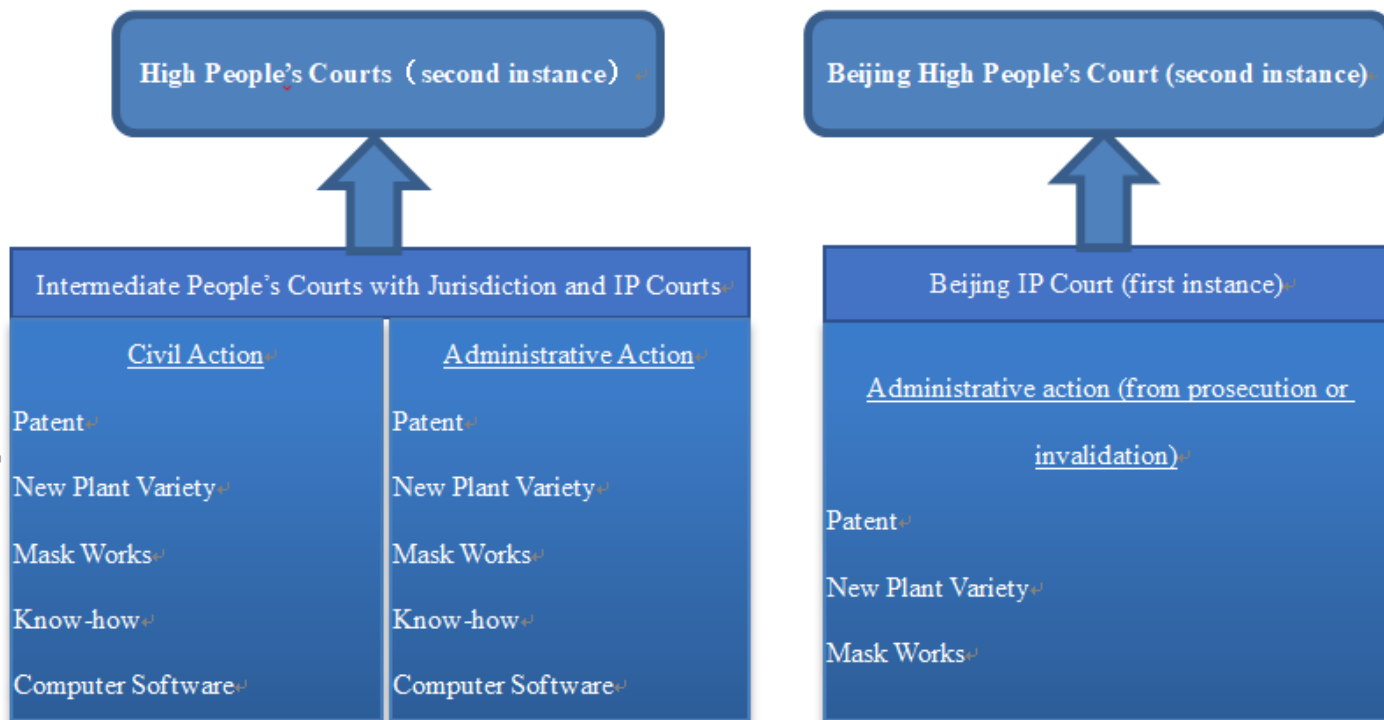 High People's Courts（second instance）
Beijing High People's Court (second instance)
Intermediate People's Courts with Jurisdiction and IP Courts
Civil Action
Patent
New Plant Variety
Mask Works
Know-how
Computer Software
Administrative Action
Patent
New Plant Variety
Mask Works
Know-how
Computer Software
Beijing IP Court (first instance)
Administrative action (from prosecution or
invalidation)
Patent
New Plant Variety
Mask Works